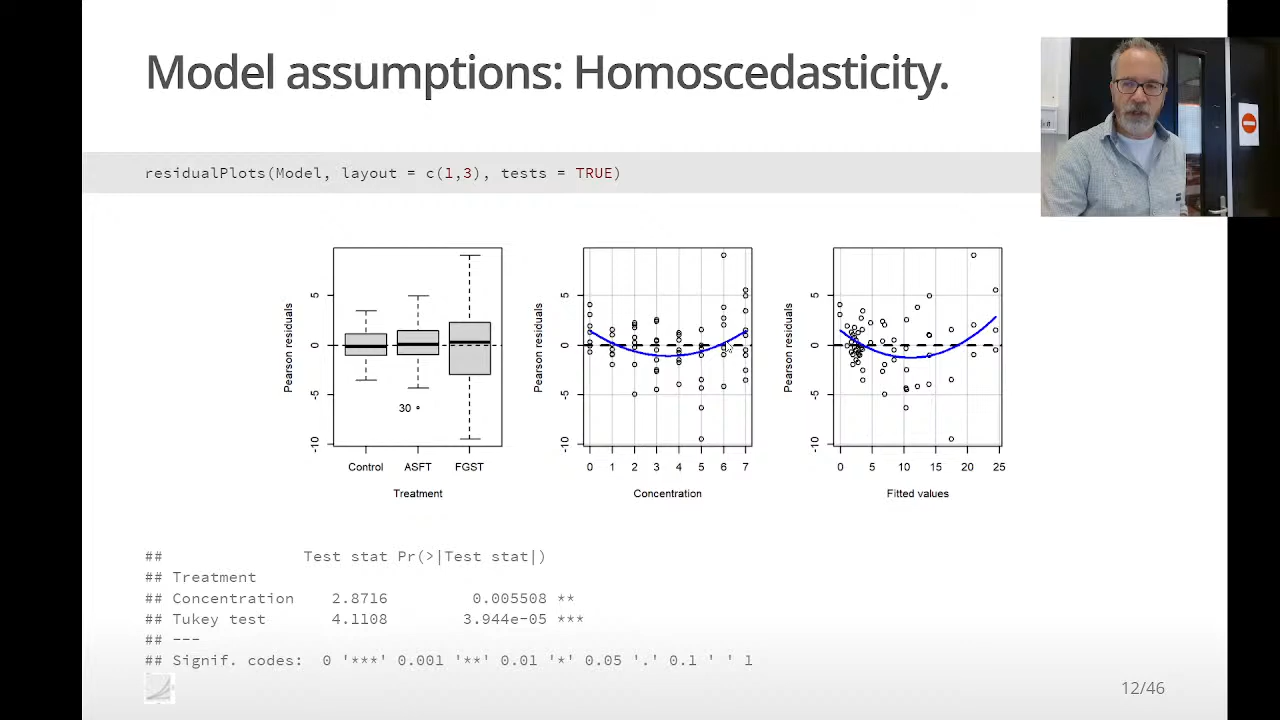 Model assumptions: Homoscedasticity.
residualPlots(Model, layout = c(1,3), tests = TRUE)
Pearson residuals
5
0
-5
-10
30
Control ASFT FGST
Treatment
Pearson residuals
5
0
-5
-10
0 1 2 3 4 5 6 7
Concentration
Pearson residuals
5
0
-5
-10
0 5 10 15 20 25
Fitted values
## Test stat Pr(>|Test stat|)
## Treatment
## Concentration 2.8716 0.005508 **
## Tukey test 4.1108 3.944e-05 ***
## ---
## Signif. codes: 0 '***' 0.001 '**' 0.01 '*' 0.05 '.' 0.1 ' ' 1
12/46